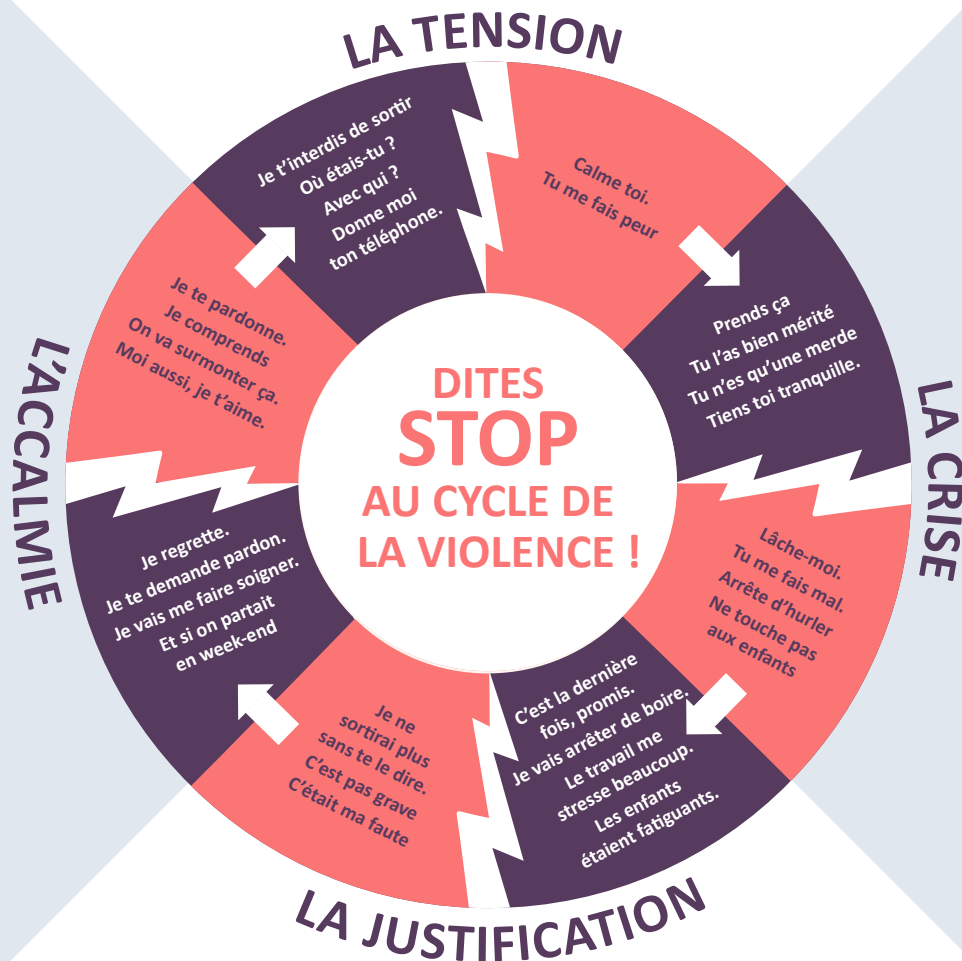 LA TENSION
Je t'interdis de sortir
Où étais-tu ?
Avec qui ?
Donne moi
ton téléphone.
Calme toi.
Tu me fais peur
LA CRISE
Prends ça
Tu l'as bien mérité
Tu n'es qu'une merde
Tiens toi tranquille.
Lâche-moi.
Tu me fais mal.
Arrête d'hurler
Ne touche pas
aux enfants
LA JUSTIFICATION
C'est la dernière
fois, promis.
Je vais arrêter de boire.
Le travail me
stresse beaucoup.
Les enfants
étaient fatiguants.
Je ne
sortirai plus
sans te le dire.
C'est pas grave
C'était ma faute
L'ACCALMIE
Je regrette.
Je te demande pardon.
Je vais me faire soigner.
Et si on partait
en week-end
Je te pardonne.
Je comprends
On va surmonter ça.
Moi aussi, je t'aime.
DITES
STOP
AU CYCLE DE
LA VIOLENCE !